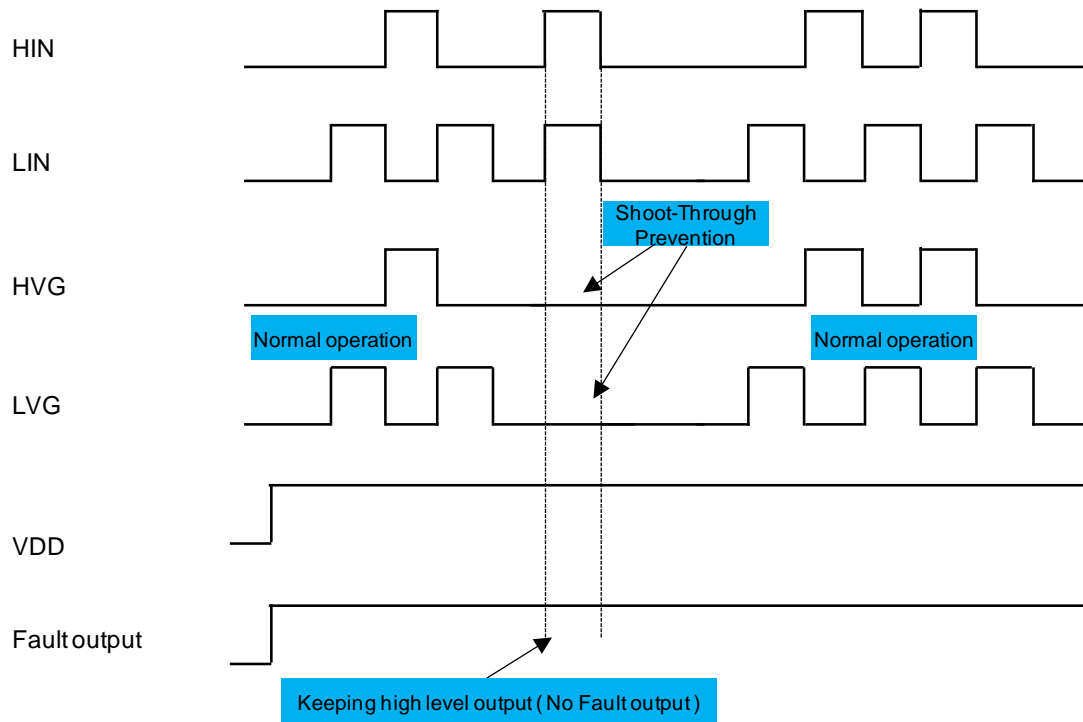 HIN
LIN
Shoot-Through
Prevention
HVG
Normal operation
Normal operation
LVG
VDD
Fault output
Keeping high level output ( No Fault output )